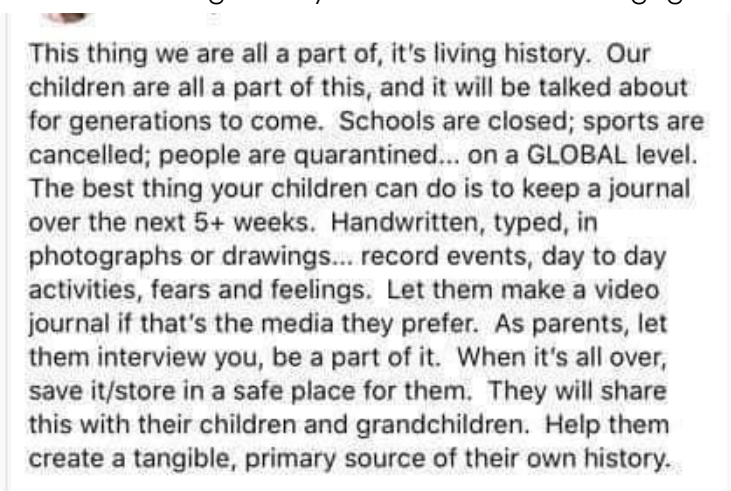 This thing we are all a part of, it's living history.  Our
children are all a part of this, and it will be talked about
for generations to come.  Schools are closed; sports are
cancelled; people are quarantined... on a GLOBAL level.
The best thing your children can do is to keep a journal
over the next 5+ weeks.  Handwritten, typed, in
photographs or drawings... record events, day to day
activities, fears and feelings.  Let them make a video
journal if that's the media they prefer.  As parents, let
them interview you, be a part of it.  When it's all over,
save it/store in a safe place for them.  They will share
this with their children and grandchildren.  Help them
create a tangible, primary source of their own history.